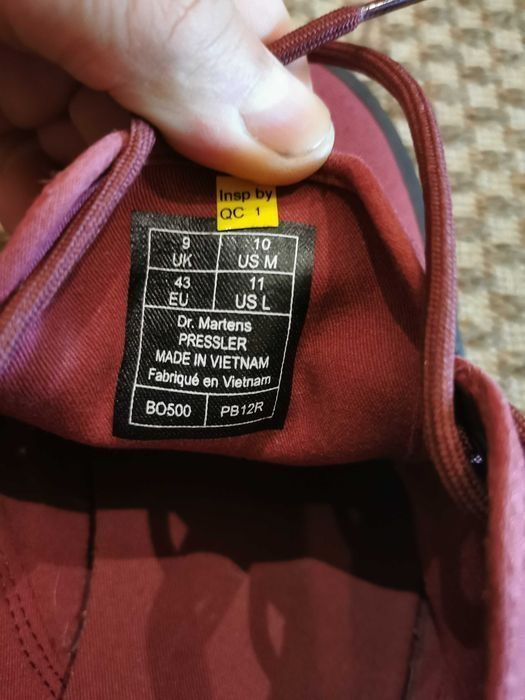 Insp by
QC 1
9
UK
10
US M
43
EU
11
US L
Dr. Martens
PRESSLER
MADE IN VIETNAM
Fabriqué en Vietnam
BO500
PB12R